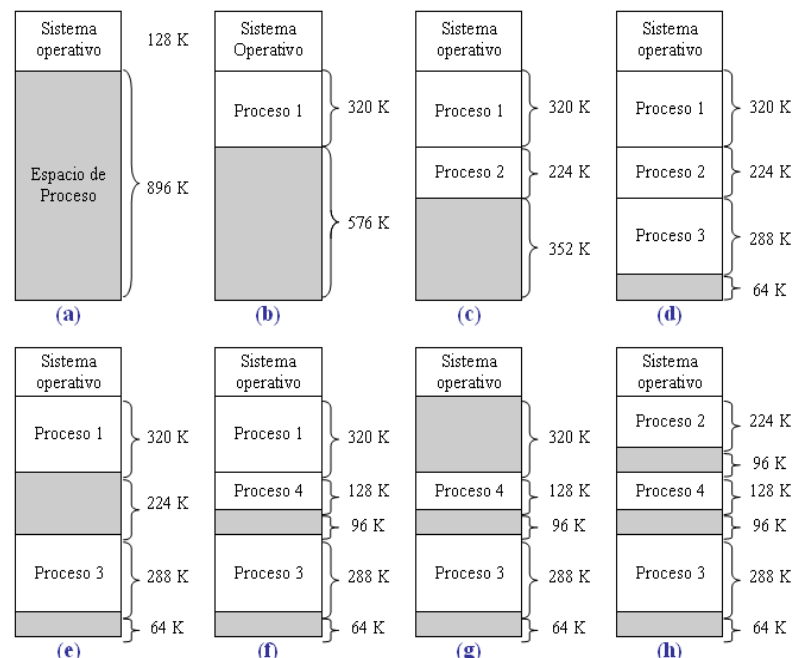 Sistema
operativo
128 K
Espacio de
Proceso
896 K
(a)
Sistema
Operativo
Proceso 1
320 K
576 K
(b)
Sistema
operativo
Proceso 1
320 K
Proceso 2
224 K
352 K
(c)
Sistema
operativo
Proceso 1
320 K
Proceso 2
224 K
Proceso 3
288 K
64 K
(d)
Sistema
operativo
Proceso 1
320 K
224 K
Proceso 3
288 K
64 K
(e)
Sistema
operativo
Proceso 1
320 K
Proceso 4
128 K
96 K
Proceso 3
288 K
64 K
(f)
Sistema
operativo
320 K
Proceso 4
128 K
96 K
Proceso 3
288 K
64 K
(g)
Sistema
operativo
Proceso 2
224 K
96 K
Proceso 4
128 K
96 K
Proceso 3
288 K
64 K
(h)